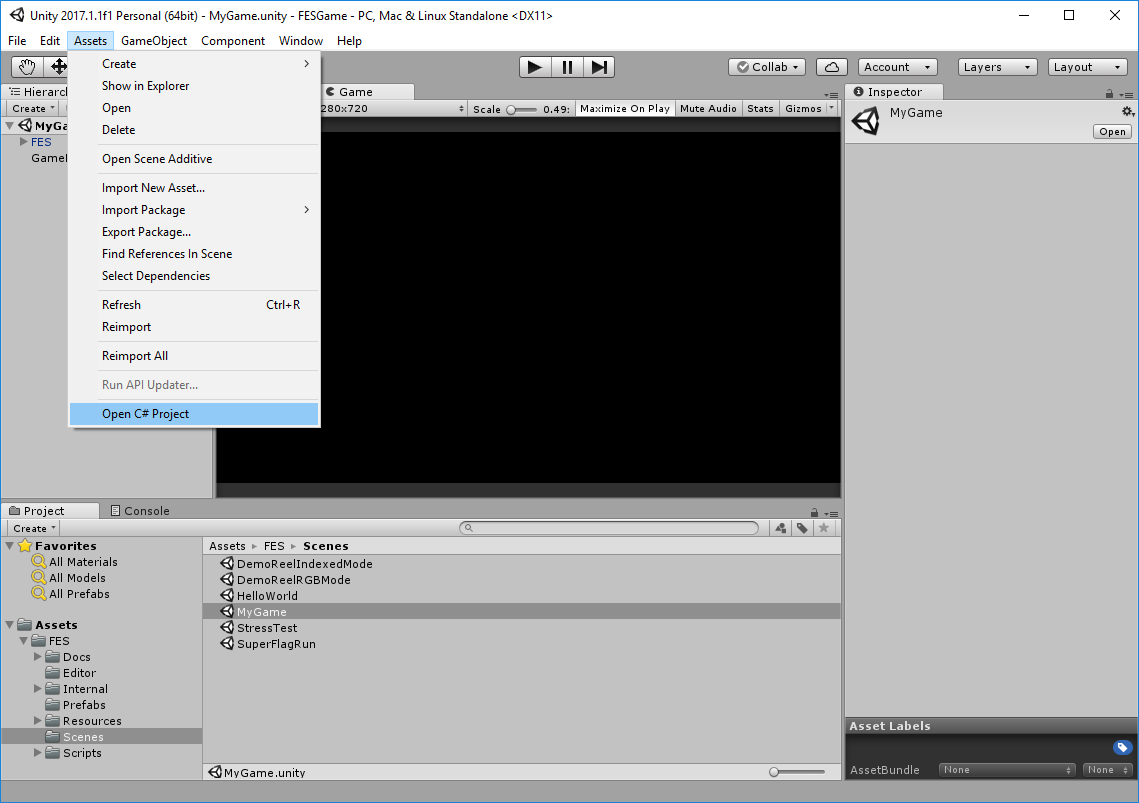 Unity 2017.1.1f1 Personal (64bit) - MyGame.unity - FESGame - PC, Mac & Linux Standalone <DX11>
File Edit Assets GameObject Component Window Help
Collab Account Layers Layout
Hierarch
Create
MyGa
FES
GameI
Create
Show in Explorer
Open
Delete
Open Scene Additive
Import New Asset...
Import Package
Export Package...
Find References In Scene
Select Dependencies
Refresh Ctrl+R
Reimport
Reimport All
Run API Updater...
Open C# Project
Game
280x720 Scale 0.49: Maximize On Play Mute Audio Stats Gizmos
Inspector
MyGame
Open
Project Console
Create
Favorites
All Materials
All Models
All Prefabs
Assets
FES
Docs
Editor
Internal
Prefabs
Resources
Scenes
Scripts
Assets FES Scenes
DemoReelIndexedMode
DemoReelRGBMode
HelloWorld
MyGame
StressTest
SuperFlagRun
MyGame.unity
Asset Labels
AssetBundle None None